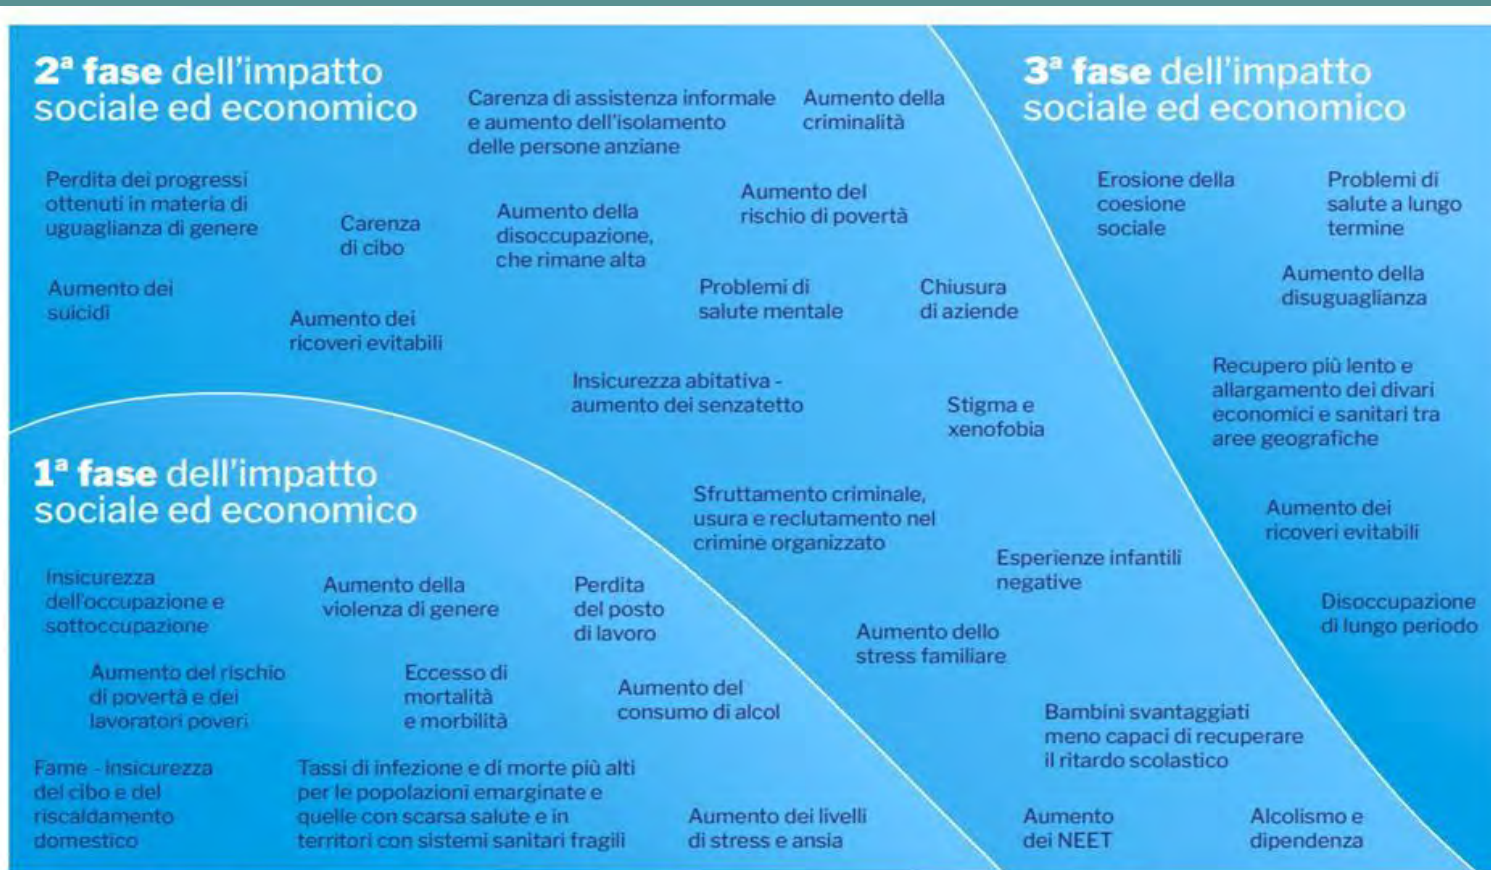 2ª fase dell'impatto
sociale ed economico
Carenza di assistenza informale
e aumento dell'isolamento
delle persone anziane
Aumento della
criminalità
Perdita dei progressi
ottenuti in materia di
uguaglianza di genere
Carenza
di cibo
Aumento della
disoccupazione,
che rimane alta
Aumento del
rischio di povertà
Aumento dei
suicidi
Aumento dei
ricoveri evitabili
Problemi di
salute mentale
Chiusura
di aziende
Insicurezza abitativa -
aumento dei senzatetto
Stigma e
xenofobia
Sfruttamento criminale,
usura e reclutamento nel
crimine organizzato
Esperienze infantili
negative
Aumento dello
stress familiare
Bambini svantaggiati
meno capaci di recuperare
il ritardo scolastico
Aumento
dei NEET
Alcolismo e
dipendenza
3ª fase dell'impatto
sociale ed economico
Erosione della
coesione
sociale
Problemi di
salute a lungo
termine
Aumento della
disuguaglianza
Recupero più lento e
allargamento dei divari
economici e sanitari tra
aree geografiche
Aumento dei
ricoveri evitabili
Disoccupazione
di lungo periodo
1ª fase dell'impatto
sociale ed economico
Insicurezza
dell'occupazione e
sottoccupazione
Aumento della
violenza di genere
Perdita
del posto
di lavoro
Aumento del rischio
di povertà e dei
lavoratori poveri
Eccesso di
mortalità
e morbilità
Aumento del
consumo di alcol
Fame - Insicurezza
del cibo e del
riscaldamento
domestico
Tassi di infezione e di morte più alti
per le popolazioni emarginate e
quelle con scarsa salute e in
territori con sistemi sanitari fragili
Aumento dei livelli
di stress e ansia